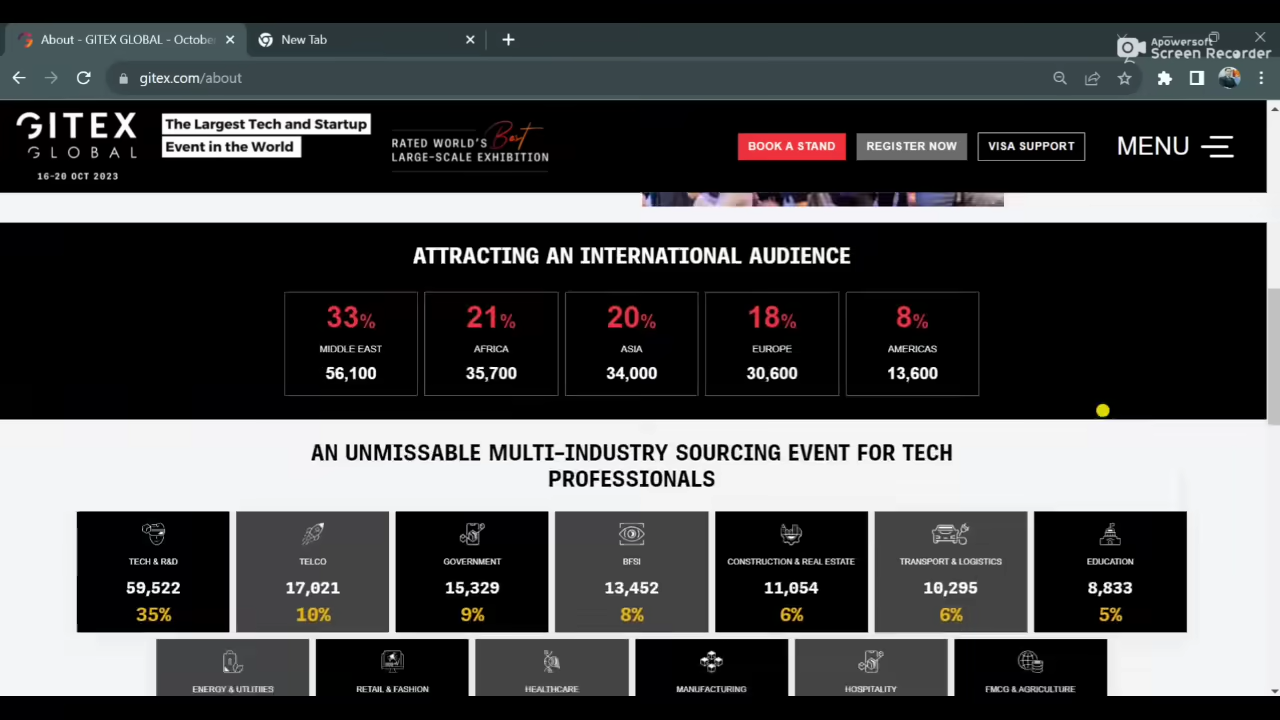 About - GITEX GLOBAL - Octobe
New Tab
Apowersoft
Screen Recorder
gitex.com/about
GITEX
GLOBAL
16-20 OCT 2023
The Largest Tech and Startup
Event in the World
RATED WORLD'S Best
LARGE-SCALE EXHIBITION
BOOK A STAND
REGISTER NOW
VISA SUPPORT
MENU
ATTRACTING AN INTERNATIONAL AUDIENCE
33% 21% 20% 18% 8%
MIDDLE EAST AFRICA ASIA EUROPE AMERICAS
56,100 35,700 34,000 30,600 13,600
AN UNMISSABLE MULTI-INDUSTRY SOURCING EVENT FOR TECH
PROFESSIONALS
TECH & R&D TELCO GOVERNMENT BFSI CONSTRUCTION & REAL ESTATE TRANSPORT & LOGISTICS EDUCATION
59,522 17,021 15,329 13,452 11,054 10,295 8,833
35% 10% 9% 8% 6% 6% 5%
ENERGY & UTLITIES RETAIL & FASHION HEALTHCARE MANUFACTURING HOSPITALITY FMCG & AGRICULTURE